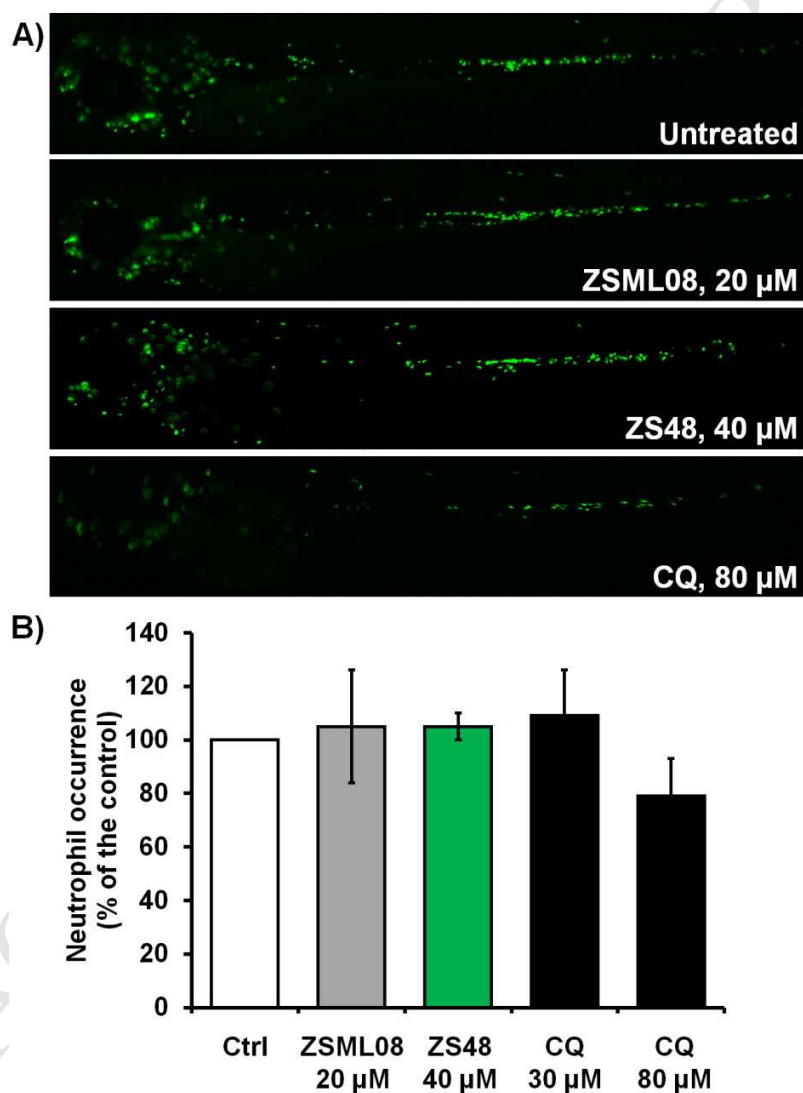 A)
Untreated
ZSML08, 20 µM
ZS48, 40 µM
CQ, 80 µM
B)
Neutrophil occurrence
(% of the control)
140
120
100
80
60
40
20
0
Ctrl ZSML08 ZS48 CQ CQ
20 µM 40 µM 30 µM 80 µM